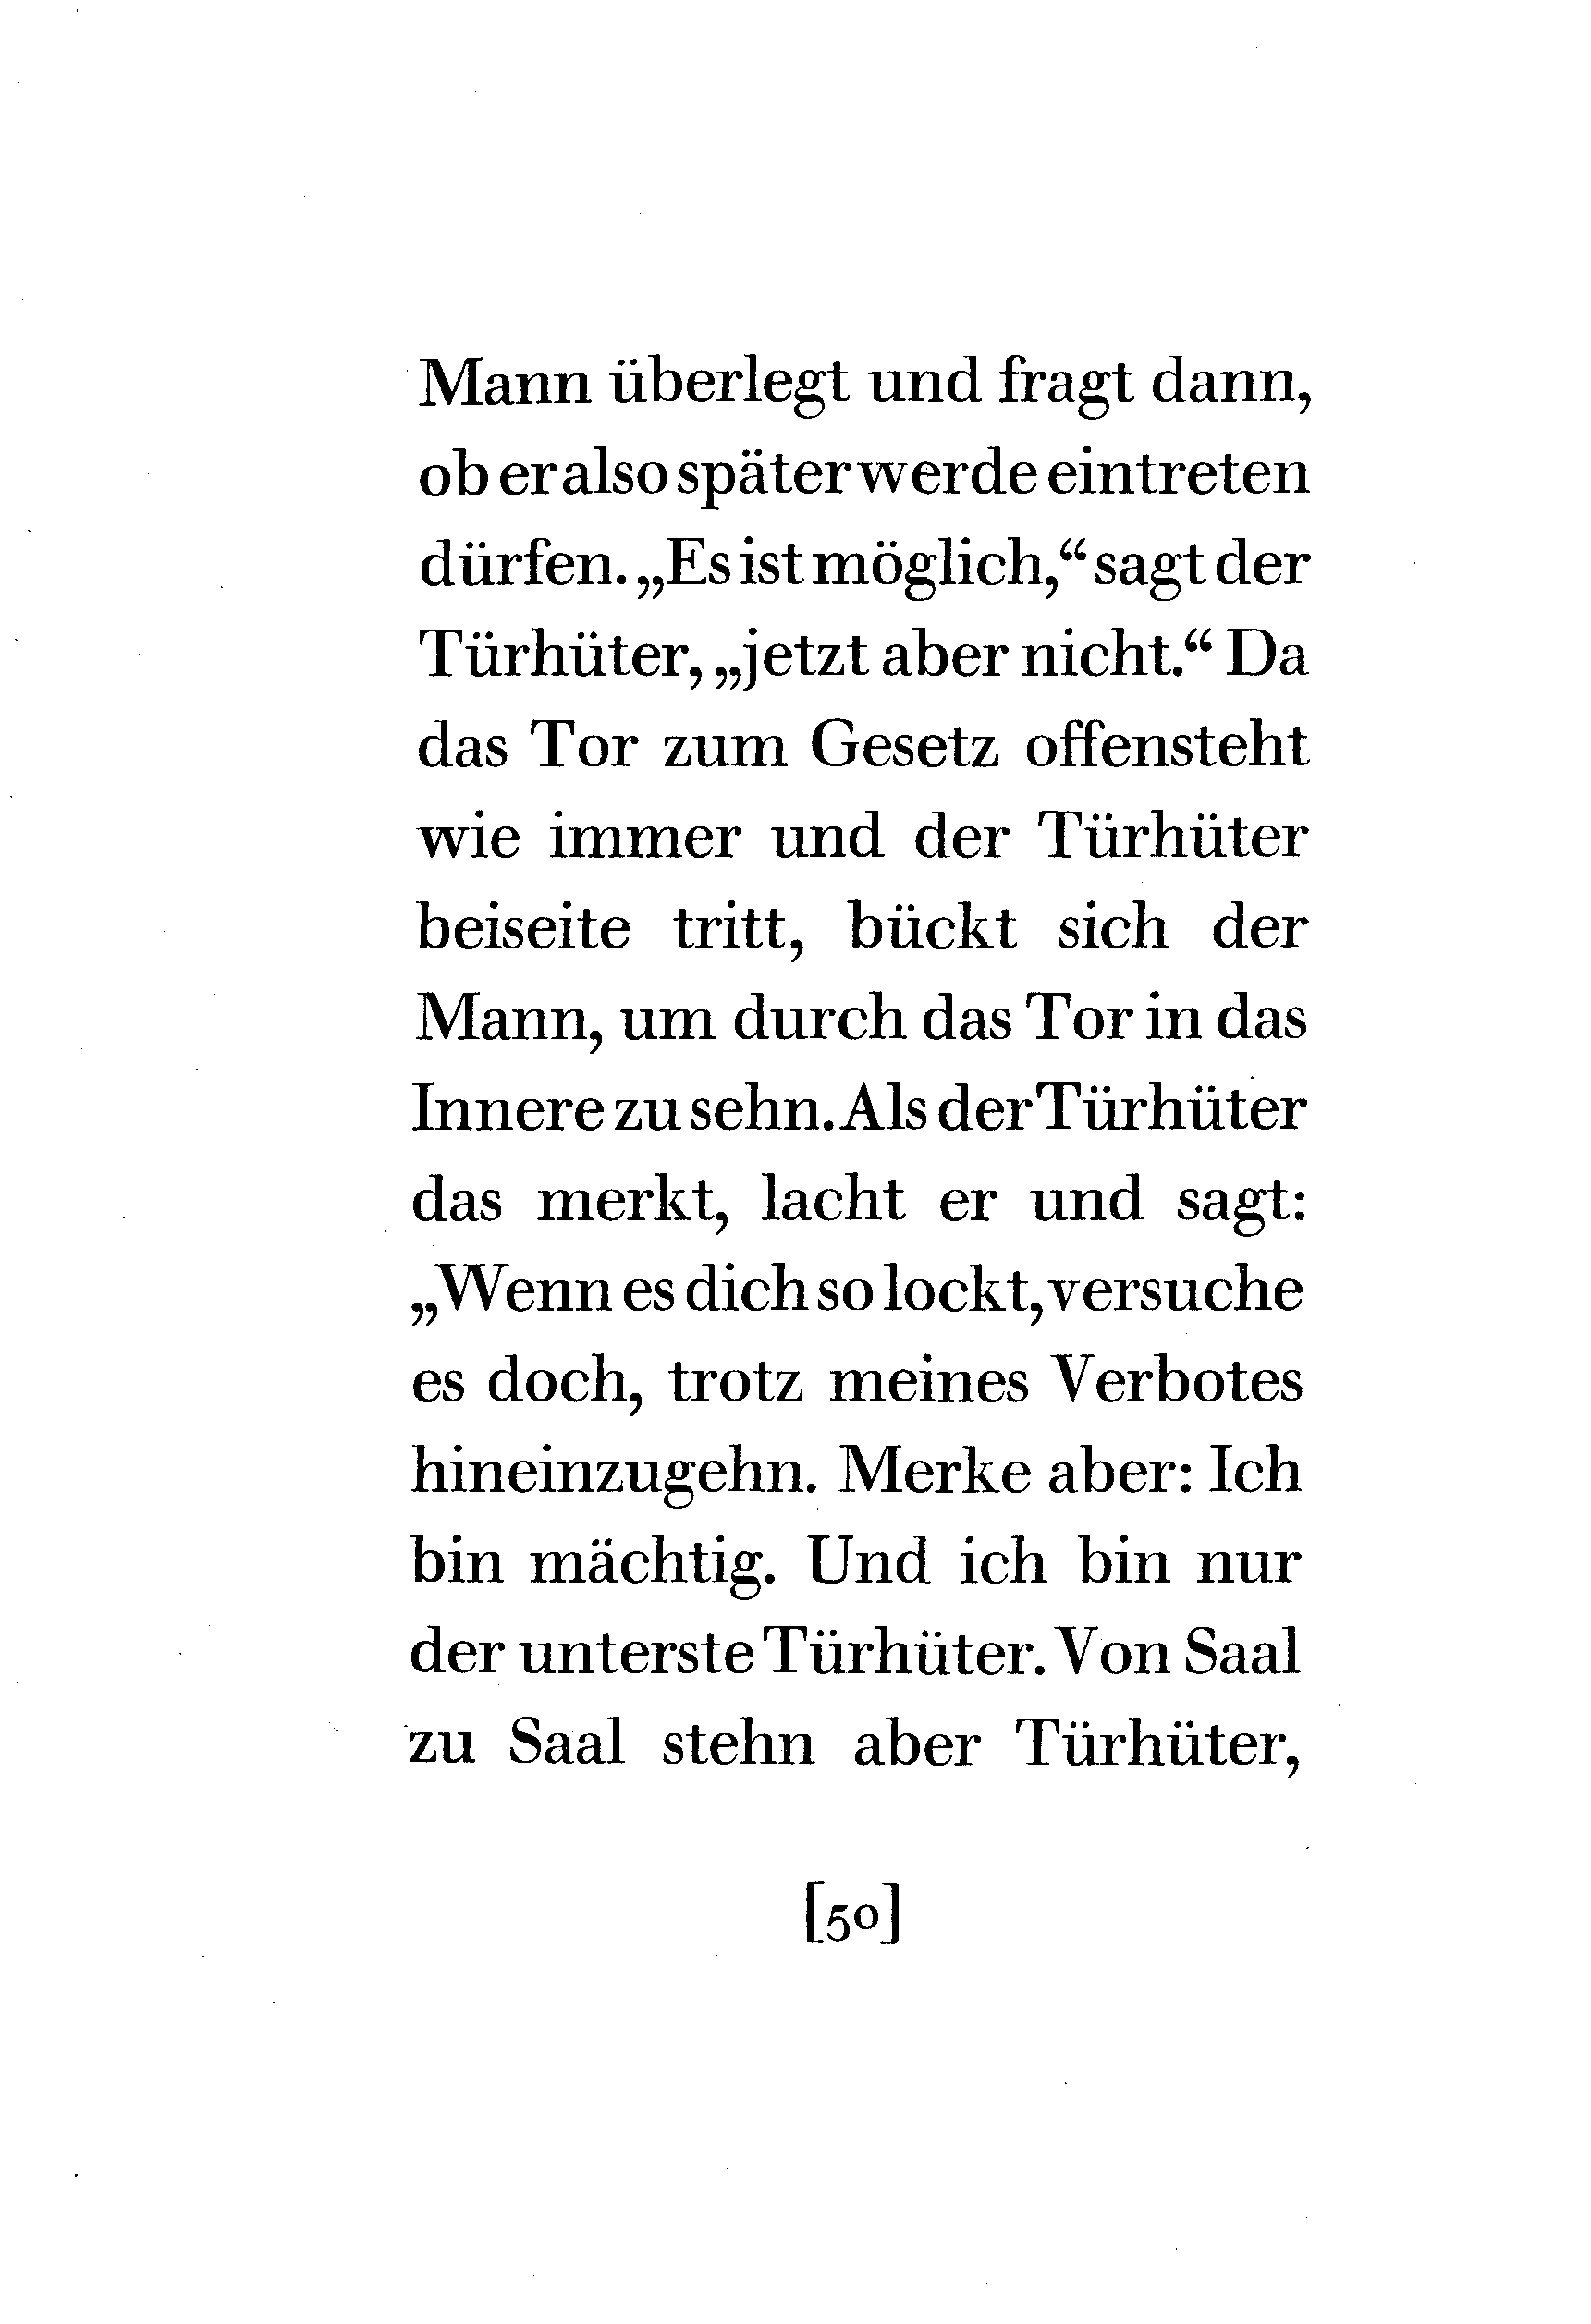 Mann überlegt und fragt dann,
ob er also später werde eintreten
dürfen. „Es ist möglich,“ sagt der
Türhüter, „jetzt aber nicht.“ Da
das Tor zum Gesetz offensteht
wie immer und der Türhüter
beiseite tritt, bückt sich der
Mann, um durch das Tor in das
Innere zu sehn. Als der Türhüter
das merkt, lacht er und sagt:
„Wenn es dich so lockt, versuche
es doch, trotz meines Verbotes
hineinzugehn. Merke aber: Ich
bin mächtig. Und ich bin nur
der unterste Türhüter. Von Saal
zu Saal stehn aber Türhüter,
[50]